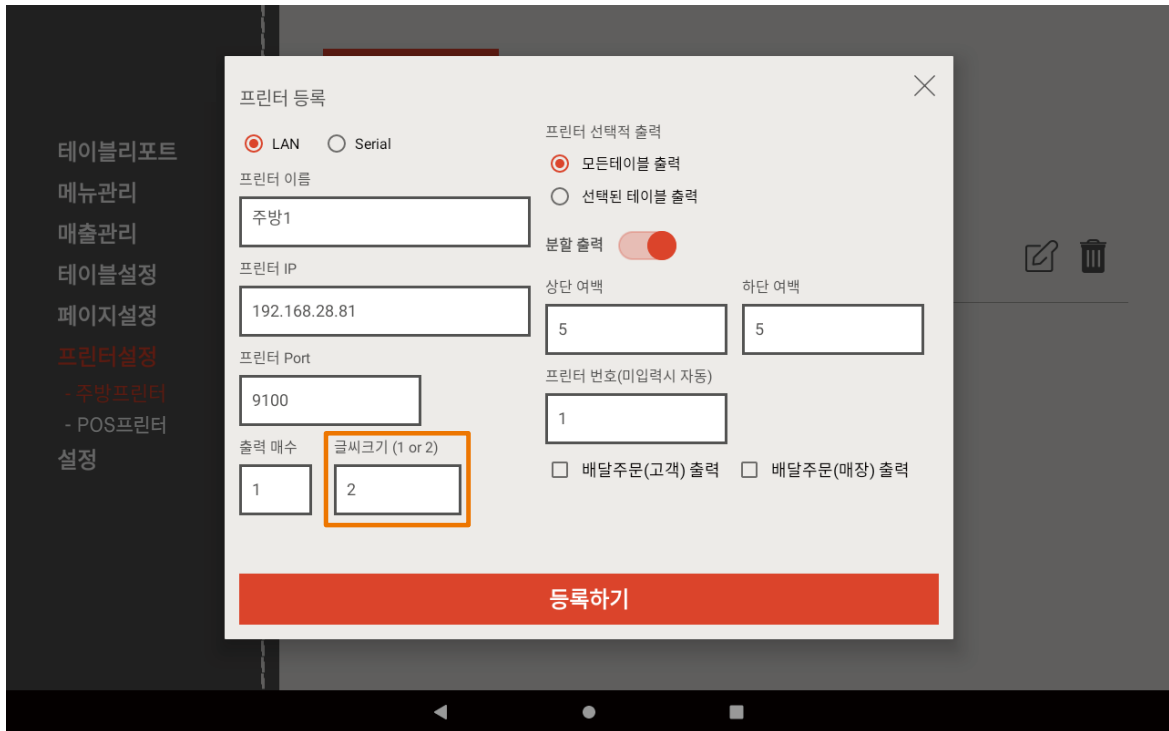 테이블리포트
메뉴관리
매출관리
테이블설정
페이지설정
프린터설정
- 주방프린터
- POS프린터
설정
프린터 등록
LAN
Serial
프린터 이름
주방1
프린터 IP
192.168.28.81
프린터 Port
9100
출력 매수
글씨크기 (1 or 2)
1
2
프린터 선택적 출력
모든테이블 출력
선택된 테이블 출력
분할 출력
상단 여백
하단 여백
5
5
프린터 번호(미입력시 자동)
1
배달주문(고객) 출력
배달주문(매장) 출력
등록하기